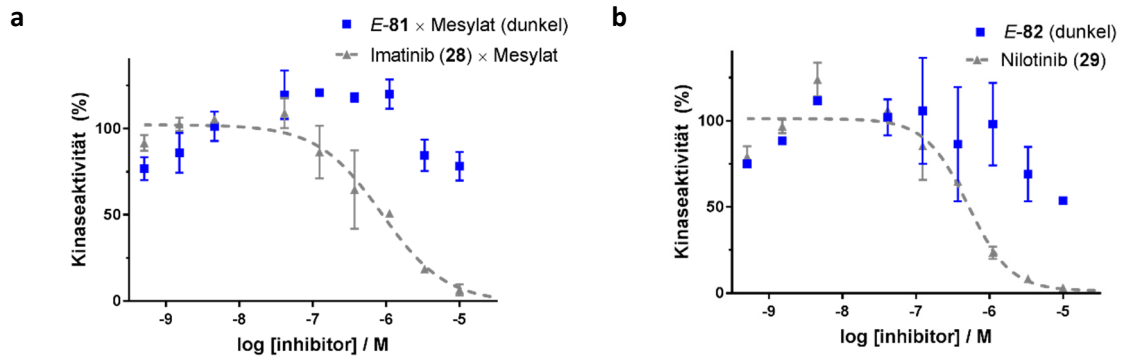 a
E-81 × Mesylat (dunkel)
Imatinib (28) × Mesylat
Kinaseaktivität (%)
100
50
0
-9 -8 -7 -6 -5
log [inhibitor] / M
b
E-82 (dunkel)
Nilotinib (29)
Kinaseaktivität (%)
100
50
0
-9 -8 -7 -6 -5
log [inhibitor] / M